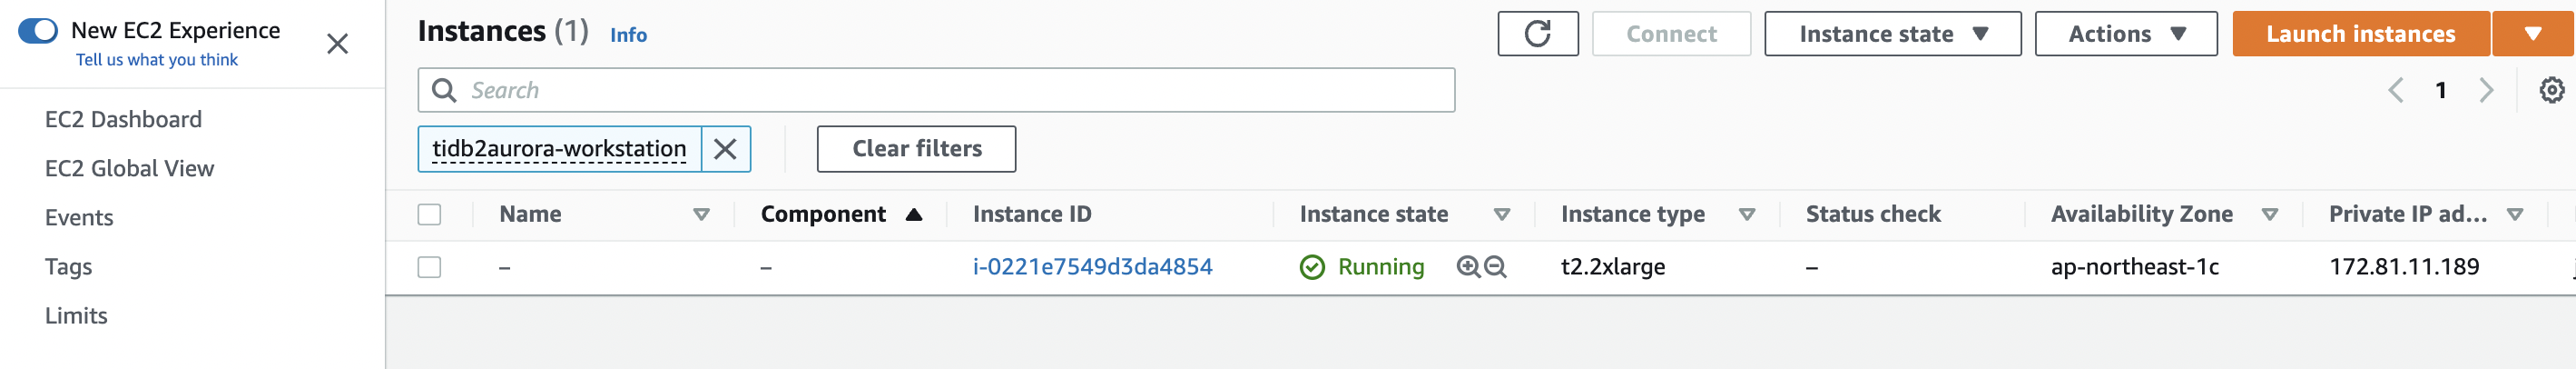 New EC2 Experience
Tell us what you think
EC2 Dashboard
EC2 Global View
Events
Tags
Limits
Instances (1) Info
Connect Instance state Actions Launch instances
Search
1
tidb2aurora-workstation Clear filters
Name Component Instance ID Instance state Instance type Status check Availability Zone Private IP ad...
– – i-0221e7549d3da4854 Running t2.2xlarge – ap-northeast-1c 172.81.11.189